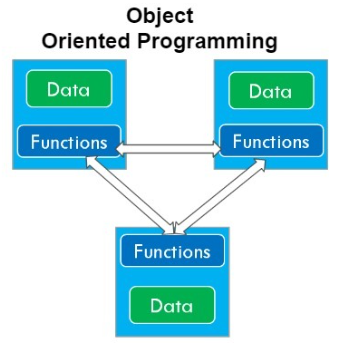 Object
Oriented Programming
Data
Data
Functions
Functions
Functions
Data